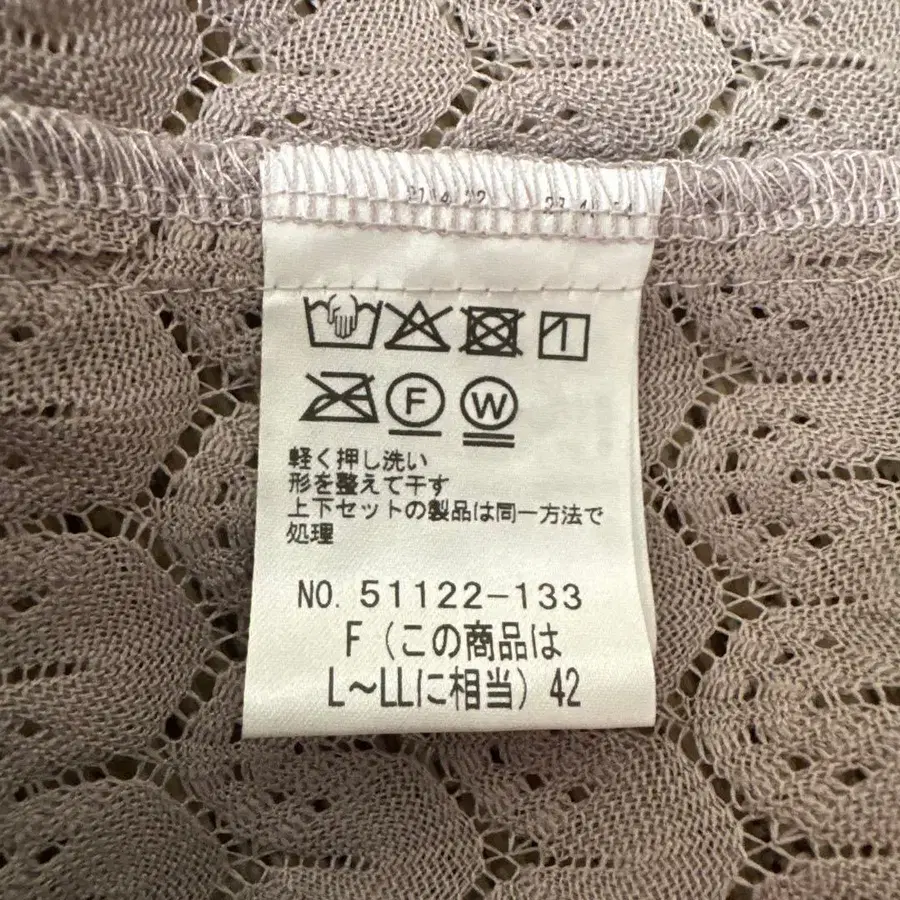 F W
軽く押し洗い
形を整えて干す
上下セットの製品は同一方法で
処理
NO. 51122-133
F(この商品は
L~LLに相当)42